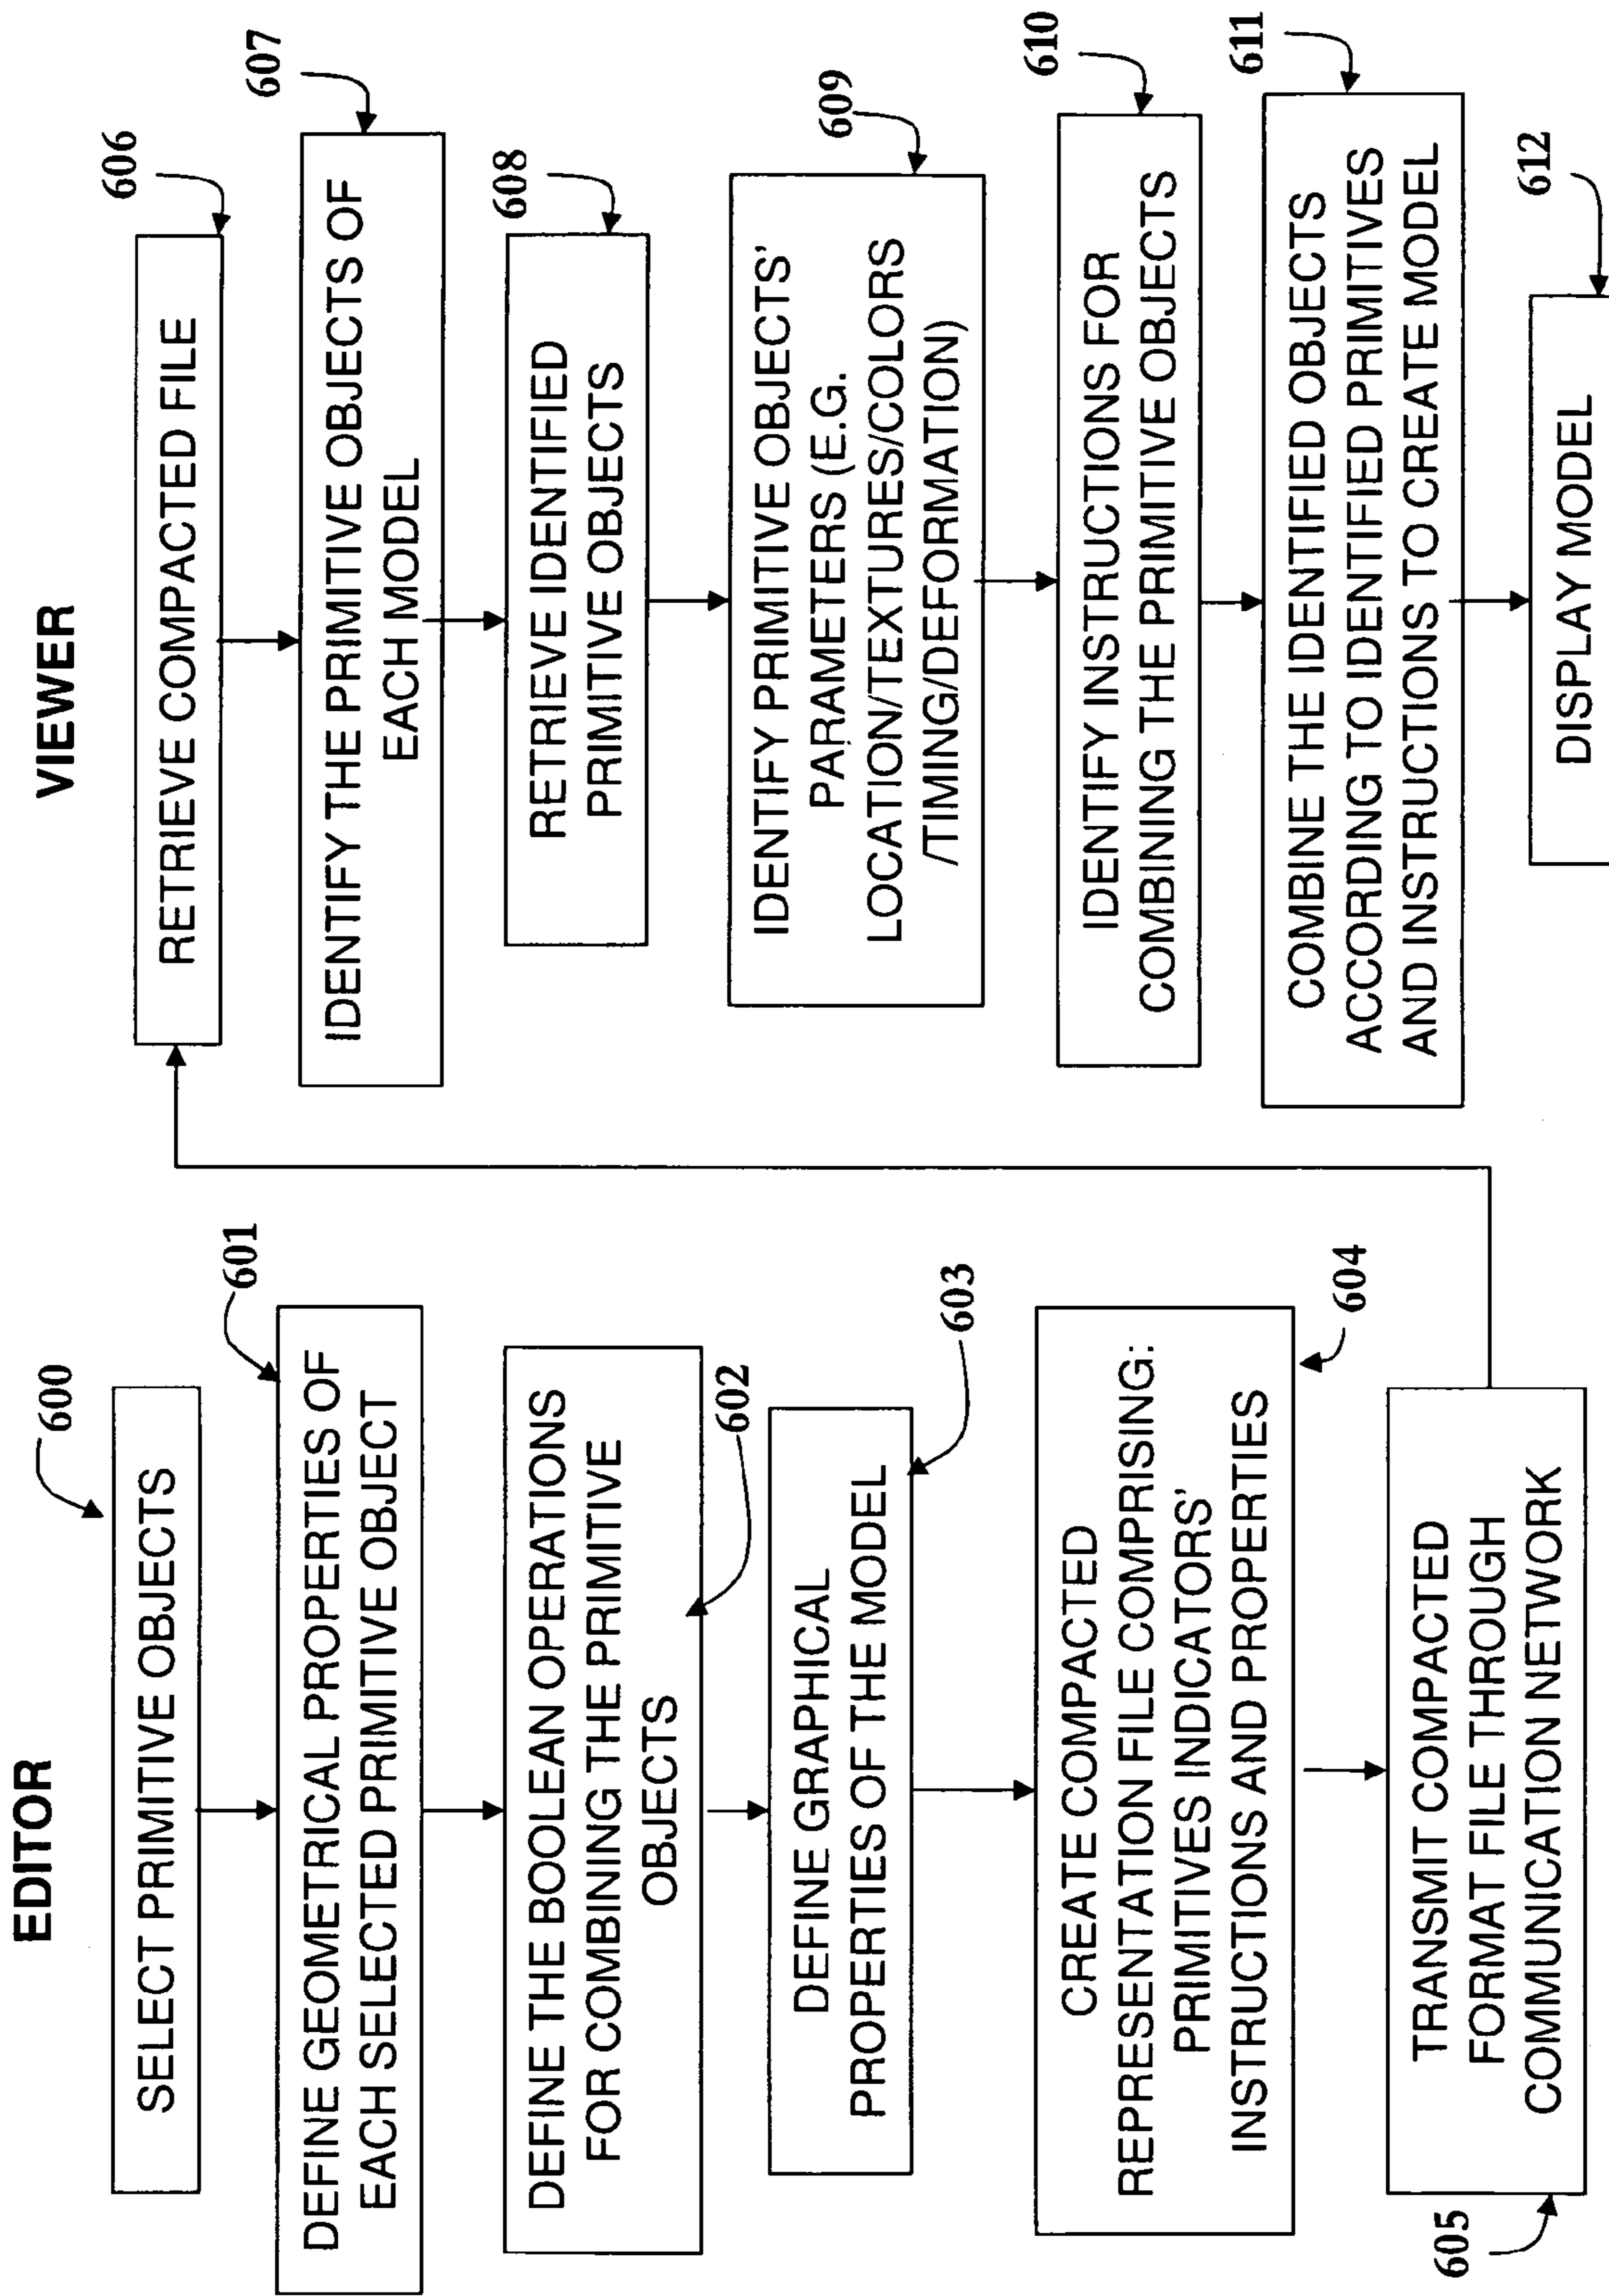 EDITOR
600
SELECT PRIMITIVE OBJECTS
601
DEFINE GEOMETRICAL PROPERTIES OF
EACH SELECTED PRIMITIVE OBJECT
DEFINE THE BOOLEAN OPERATIONS
FOR COMBINING THE PRIMITIVE
OBJECTS
602
DEFINE GRAPHICAL
PROPERTIES OF THE MODEL
603
CREATE COMPACTED
REPRESENTATION FILE COMPRISING:
PRIMITIVES INDICATORS'
INSTRUCTIONS AND PROPERTIES
604
TRANSMIT COMPACTED
FORMAT FILE THROUGH
COMMUNICATION NETWORK
605
VIEWER
606
RETRIEVE COMPACTED FILE
607
IDENTIFY THE PRIMITIVE OBJECTS OF
EACH MODEL
608
RETRIEVE IDENTIFIED
PRIMITIVE OBJECTS
609
IDENTIFY PRIMITIVE OBJECTS'
PARAMETERS (E.G.
LOCATION/TEXTURES/COLORS
/TIMING/DEFORMATION)
610
IDENTIFY INSTRUCTIONS FOR
COMBINING THE PRIMITIVE OBJECTS
611
COMBINE THE IDENTIFIED OBJECTS
ACCORDING TO IDENTIFIED PRIMITIVES
AND INSTRUCTIONS TO CREATE MODEL
612
DISPLAY MODEL